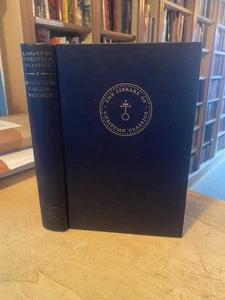 LIBRARY OF
CHRISTIAN
CLASSICS
AUGUSTINE:
EARLIER
WRITINGS
THE LIBRARY OF
CHRISTIAN CLASSICS